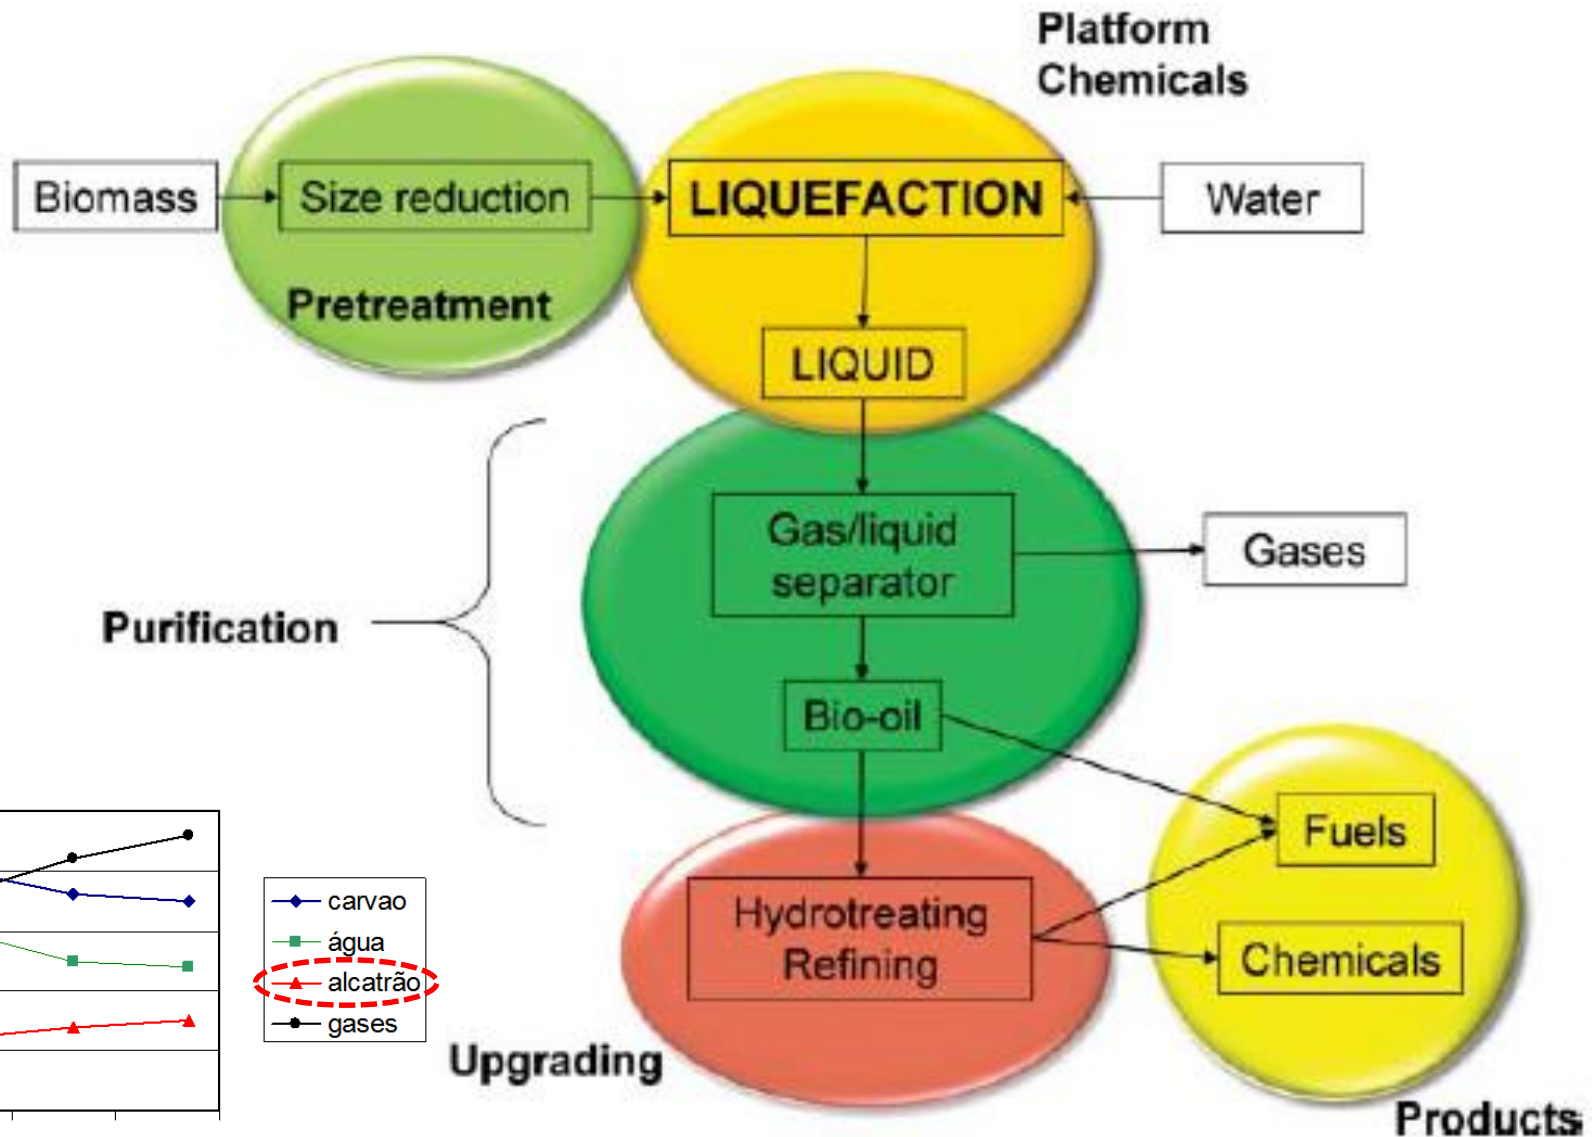 Platform
Chemicals
Biomass
Size reduction
LIQUEFACTION
Water
Pretreatment
LIQUID
Gas/liquid
separator
Gases
Purification
Bio-oil
Fuels
Hydrotreating
Refining
Chemicals
Upgrading
Products
carvao
água
alcatrão
gases